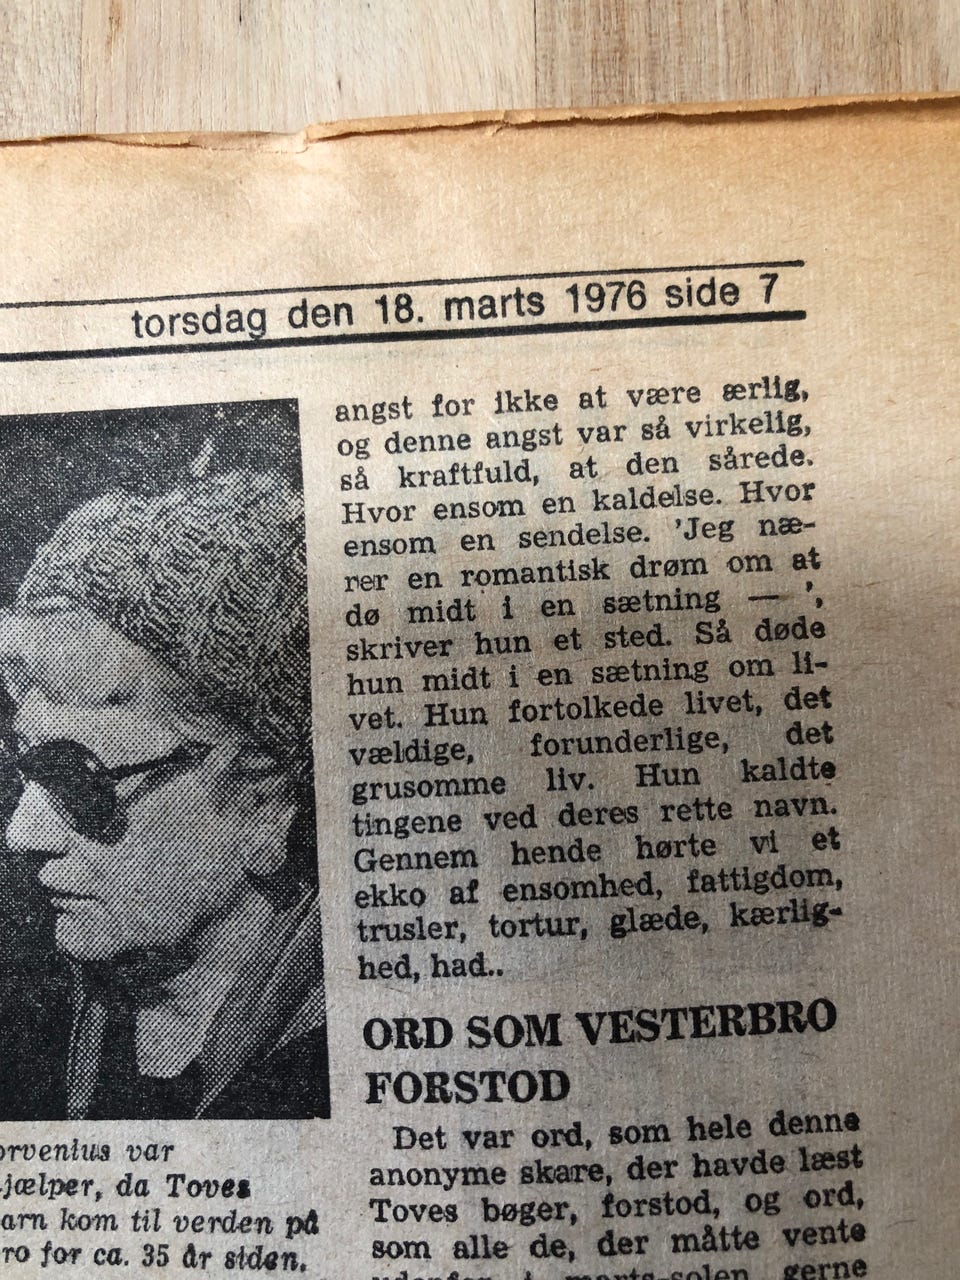 torsdag den 18. marts 1976 side 7
angst for ikke at være ærlig,
og denne angst var så virkelig,
så kraftfuld, at den sårede.
Hvor ensom en kaldelse. Hvor
ensom en sendelse. 'Jeg næ-
rer en romantisk drøm om at
dø midt i en sætning — ',
skriver hun et sted. Så døde
hun midt i en sætning om li-
vet. Hun fortolkede livet, det
vældige, forunderlige, det
grusomme liv. Hun kaldte
tingene ved deres rette navn.
Gennem hende hørte vi et
ekko af ensomhed, fattigdom,
trusler, tortur, glæde, kærlig-
hed, had..
ORD SOM VESTERBRO
FORSTOD
Det var ord, som hele denne
anonyme skare, der havde læst
Toves bøger, forstod, og ord,
som alle de, der måtte vente
i marts-solen gerne
orvenius var
jælper, da Toves
arn kom til verden på
ro for ca. 35 år siden.